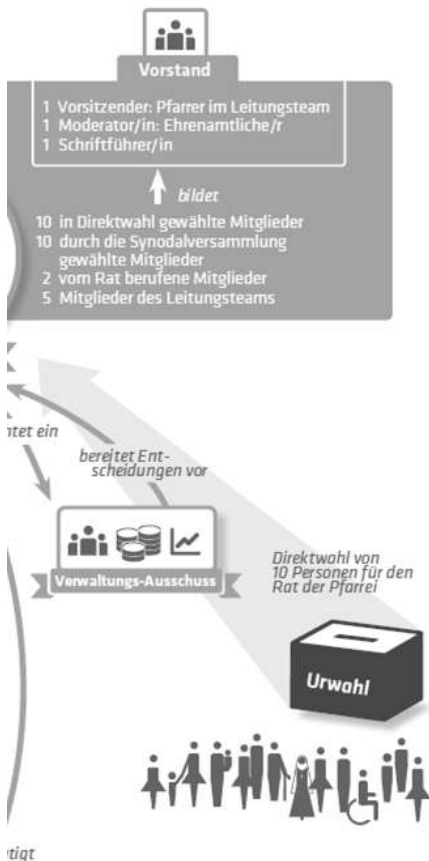 Vorstand
1 Vorsitzender: Pfarrer im Leitungsteam
1 Moderator/in: Ehrenamtliche/r
1 Schriftführer/in
bildet
10 in Direktwahl gewählte Mitglieder
10 durch die Synodalversammlung
gewählte Mitglieder
2 vom Rat berufene Mitglieder
5 Mitglieder des Leitungsteams
ein
bereitet Ent-
scheidungen vor
Verwaltungs-Ausschuss
Direktwahl von
10 Personen für den
Rat der Pfarrei
Urwahl